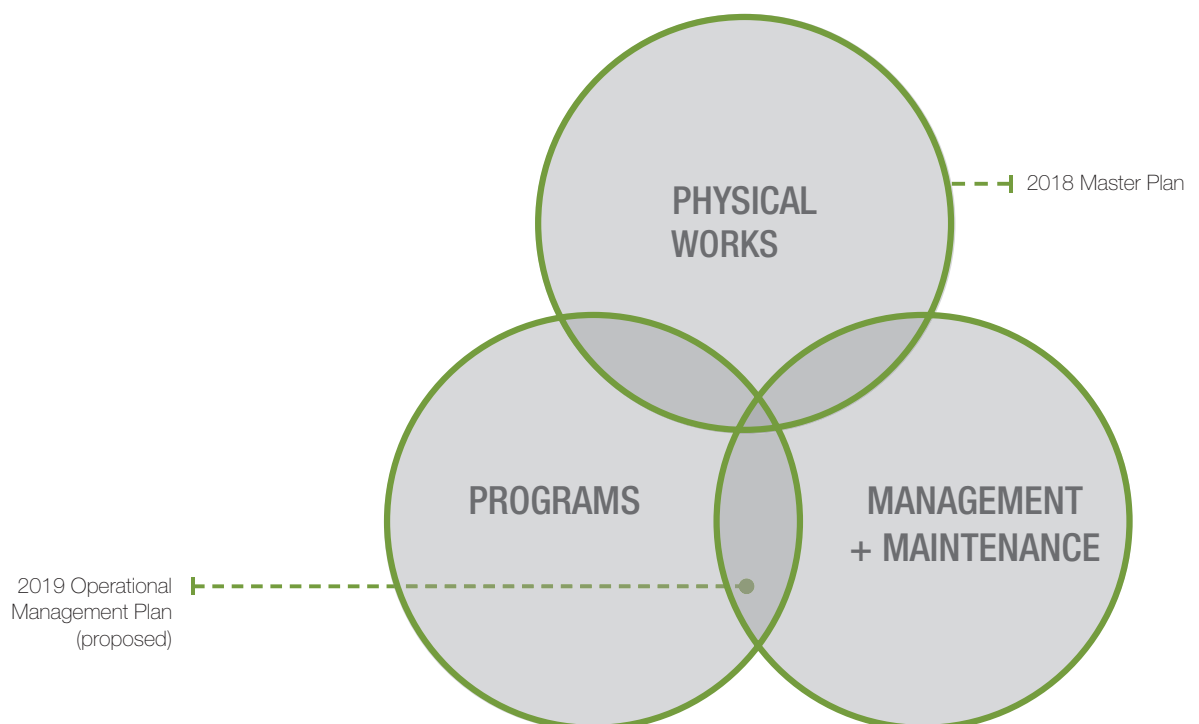 PHYSICAL
WORKS
2018 Master Plan
PROGRAMS
MANAGEMENT
+ MAINTENANCE
2019 Operational
Management Plan
(proposed)